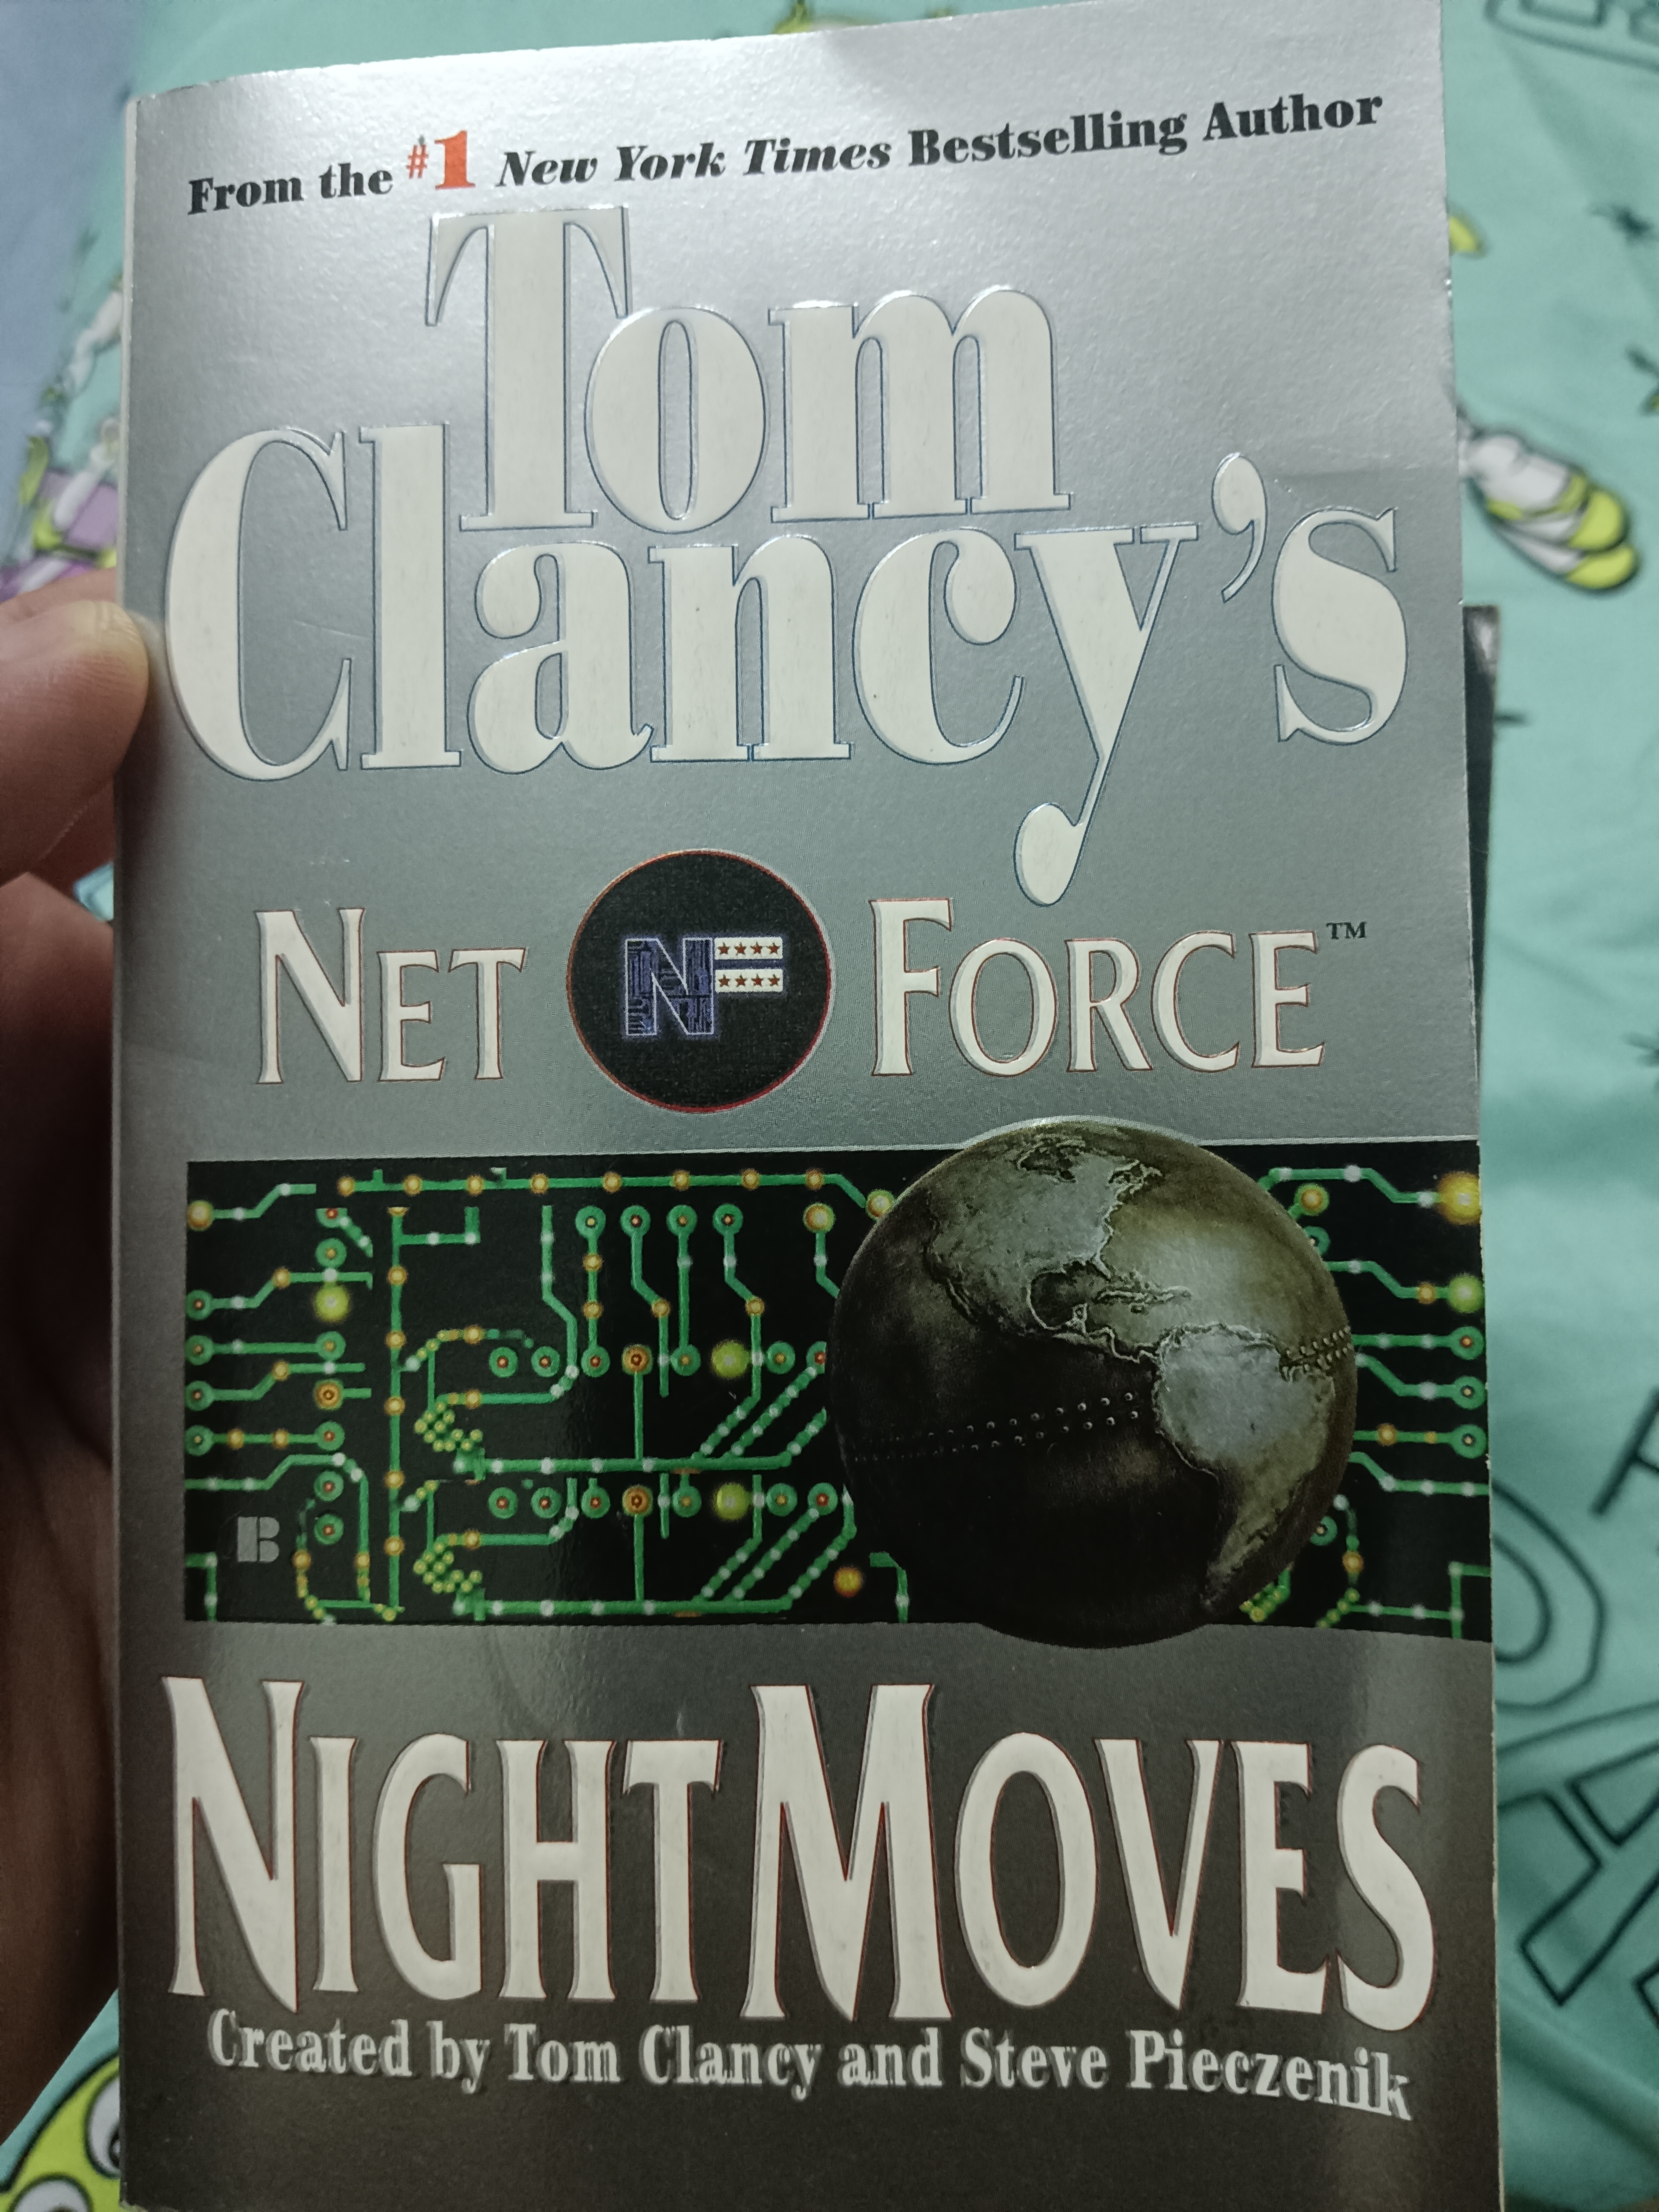 From the #1 New York Times Bestselling Author
Tom
Clancy's
NET NF FORCE™
B
NIGHT MOVES
Created by Tom Clancy and Steve Pieczenik